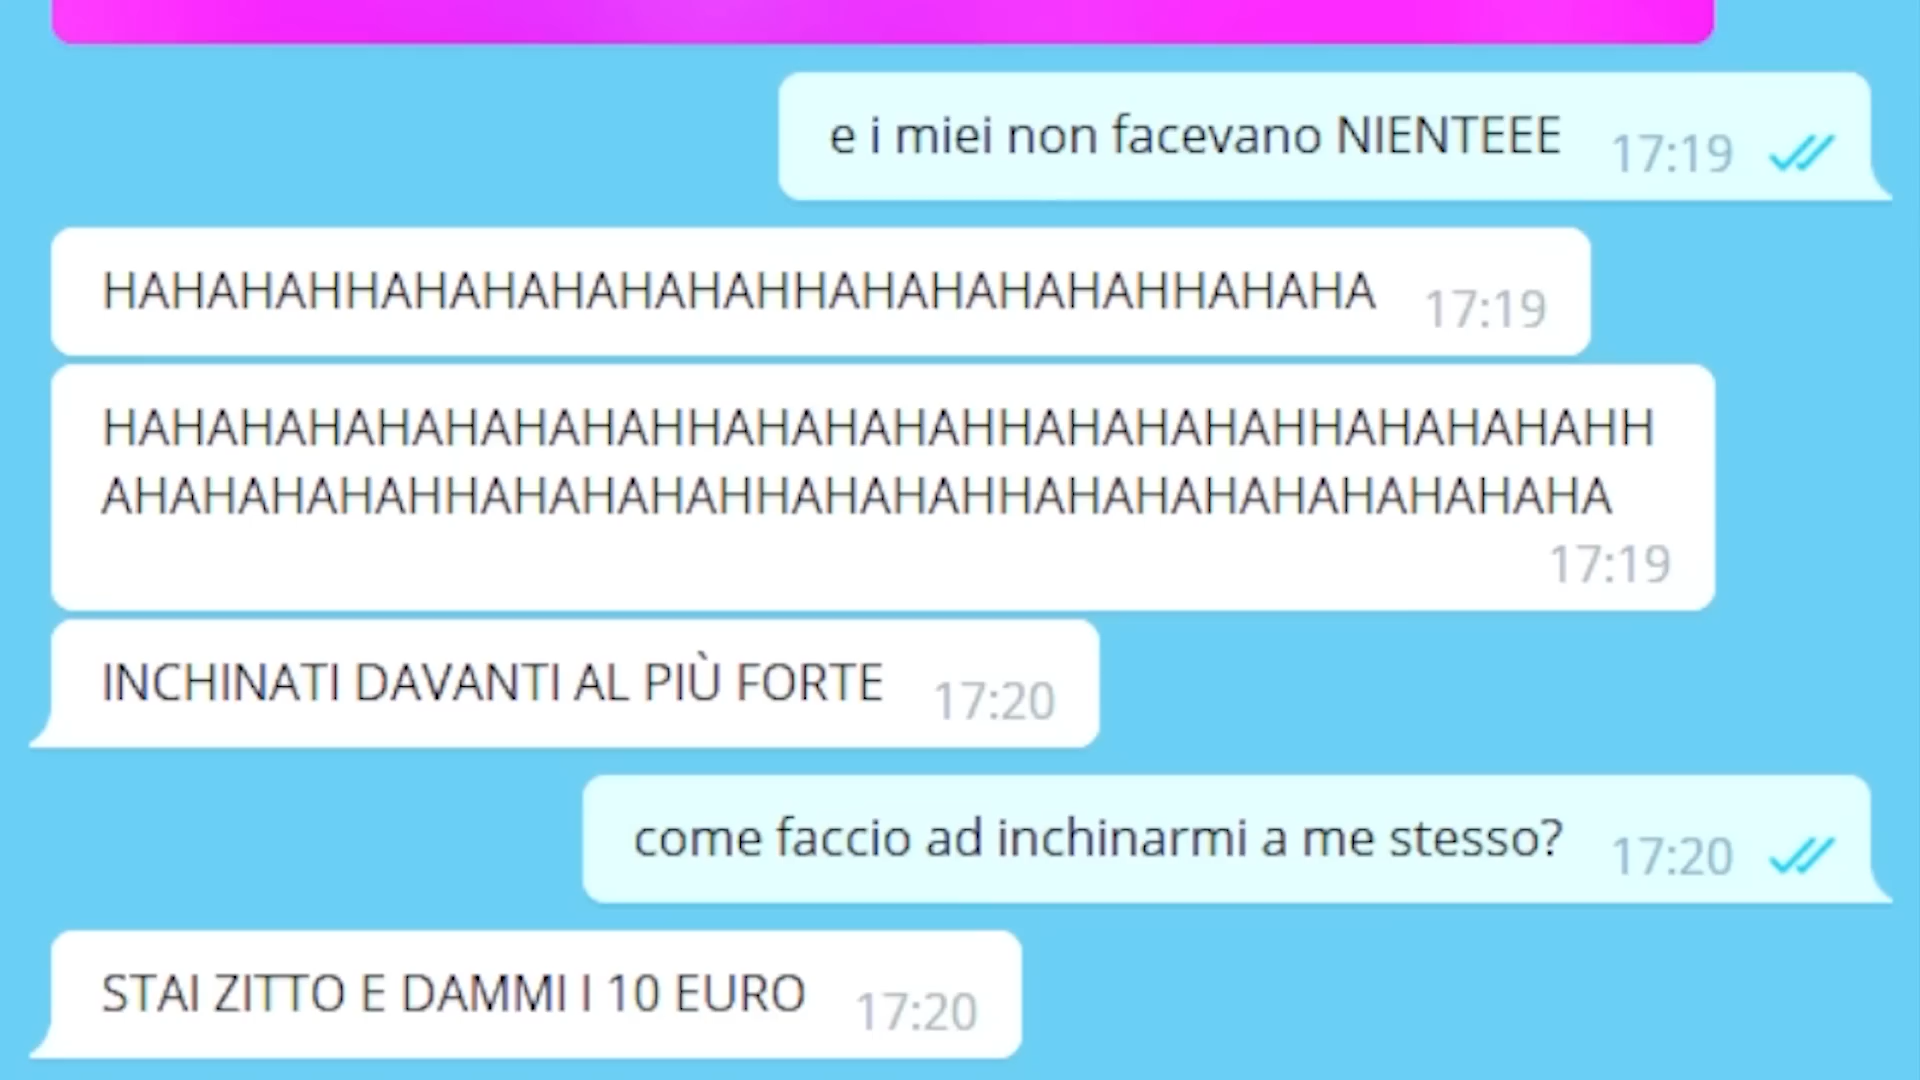 e i miei non facevano NIENTEEE 17:19
HAHAHAHHAHAHAHAHAHAHHAHAHAHAHAHHAHAHA 17:19
HAHAHAHAHAHAHAHAHHAHAHAHAHHAHAHAHAHHAHAHAHAHH
AHAHAHAHAHHAHAHAHAHHAHAHAHHAHAHAHAHAHAHAHAHA
17:19
INCHINATI DAVANTI AL PIÙ FORTE 17:20
come faccio ad inchinarmi a me stesso? 17:20
STAI ZITTO E DAMMI I 10 EURO 17:20